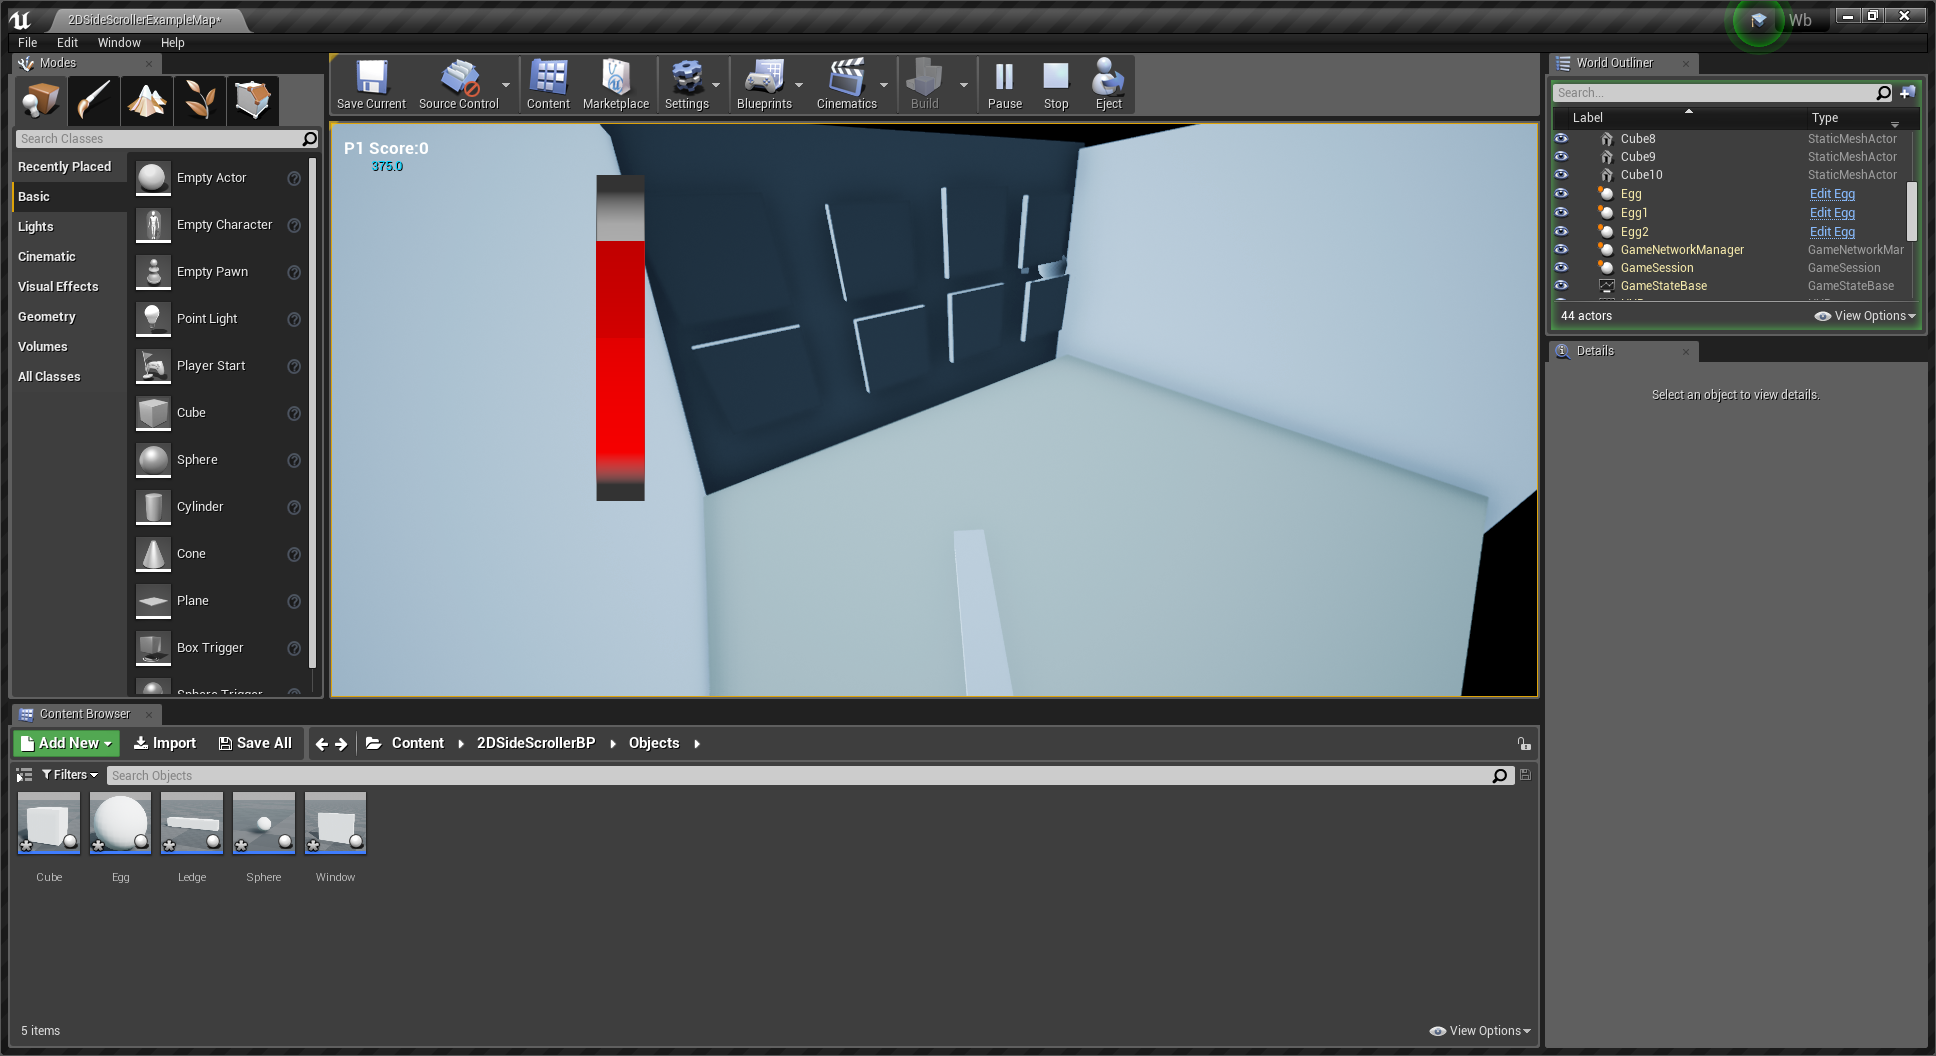 2DSideScrollerExampleMap*
Wb
File Edit Window Help
Modes
Search Classes
Recently Placed
Basic
Lights
Cinematic
Visual Effects
Geometry
Volumes
All Classes
Empty Actor
Empty Character
Empty Pawn
Point Light
Player Start
Cube
Sphere
Cylinder
Cone
Plane
Box Trigger
Sphere Trigger
Save Current
Source Control
Content
Marketplace
Settings
Blueprints
Cinematics
Build
Pause
Stop
Eject
P1 Score:0
375.0
World Outliner
Search...
Label Type
Cube8 StaticMeshActor
Cube9 StaticMeshActor
Cube10 StaticMeshActor
Egg Edit Egg
Egg1 Edit Egg
Egg2 Edit Egg
GameNetworkManager GameNetworkMar
GameSession GameSession
GameStateBase GameStateBase
44 actors View Options
Details
Select an object to view details.
Content Browser
Add New Import Save All Content 2DSideScrollerBP Objects
Filters Search Objects
Cube
Egg
Ledge
Sphere
Window
5 items View Options